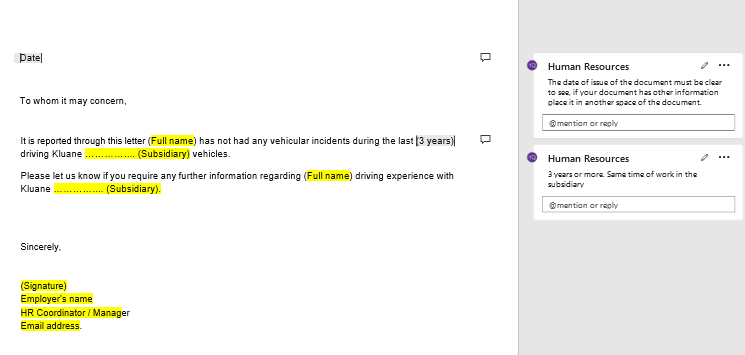 Date
To whom it may concern,
It is reported through this letter (Full name) has not had any vehicular incidents during the last (3 years)
driving Kluane ……………. (Subsidiary) vehicles.
Please let us know if you require any further information regarding (Full name) driving experience with
Kluane ……………. (Subsidiary).
Sincerely,
(Signature)
Employer's name
HR Coordinator / Manager
Email address.
Human Resources
The date of issue of the document must be clear
to see, if your document has other information
place it in another space of the document.
@mention or reply
Human Resources
3 years or more. Same time of work in the
subsidiary
@mention or reply